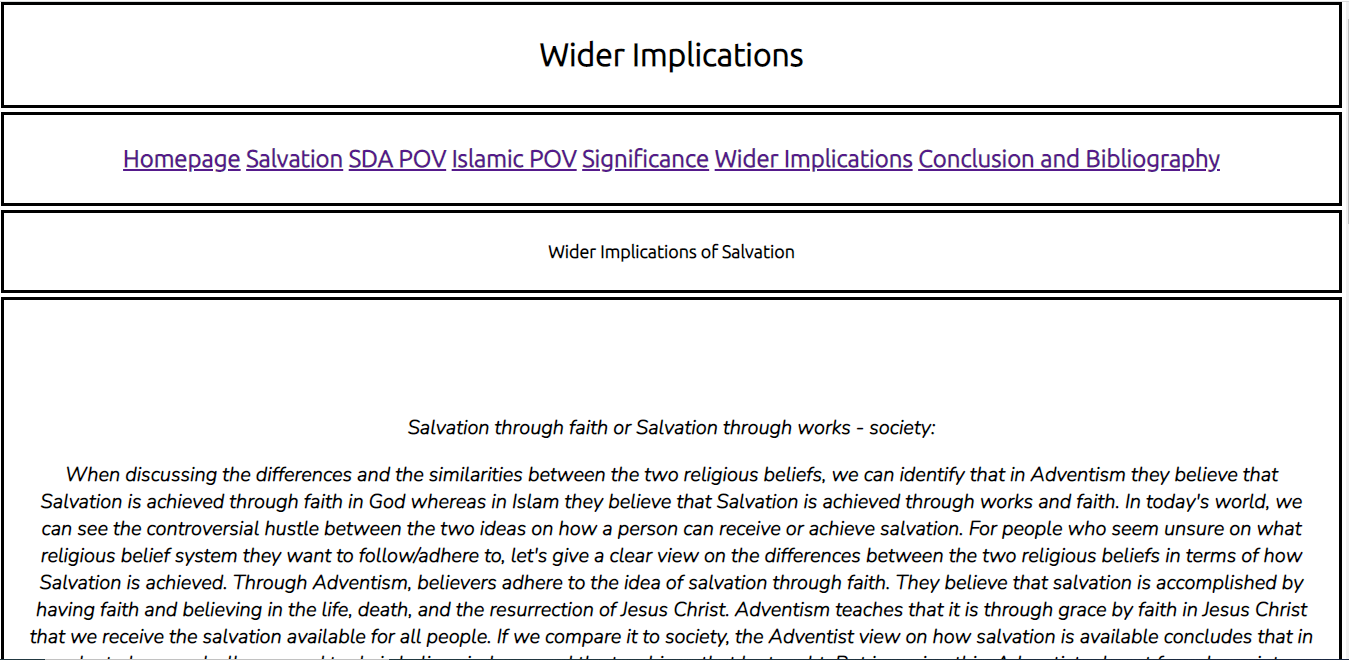 Wider Implications
Homepage Salvation SDA POV Islamic POV Significance Wider Implications Conclusion and Bibliography
Wider Implications of Salvation
Salvation through faith or Salvation through works - society:
When discussing the differences and the similarities between the two religious beliefs, we can identify that in Adventism they believe that
Salvation is achieved through faith in God whereas in Islam they believe that Salvation is achieved through works and faith. In today's world, we
can see the controversial hustle between the two ideas on how a person can receive or achieve salvation. For people who seem unsure on what
religious belief system they want to follow/adhere to, let's give a clear view on the differences between the two religious beliefs in terms of how
Salvation is achieved. Through Adventism, believers adhere to the idea of salvation through faith. They believe that salvation is accomplished by
having faith and believing in the life, death, and the resurrection of Jesus Christ. Adventism teaches that it is through grace by faith in Jesus Christ
that we receive the salvation available for all people. If we compare it to society, the Adventist view on how salvation is available concludes that in